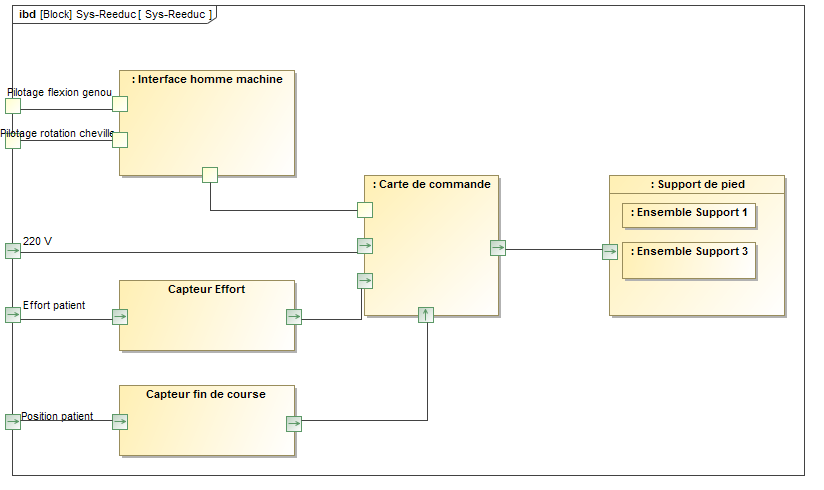 ibd [Block] Sys-Reeduc [ Sys-Reeduc ]
: Interface homme machine
Pilotage flexion genou
Pilotage rotation cheville
: Carte de commande
: Support de pied
: Ensemble Support 1
: Ensemble Support 3
220 V
Capteur Effort
Effort patient
Capteur fin de course
Position patient